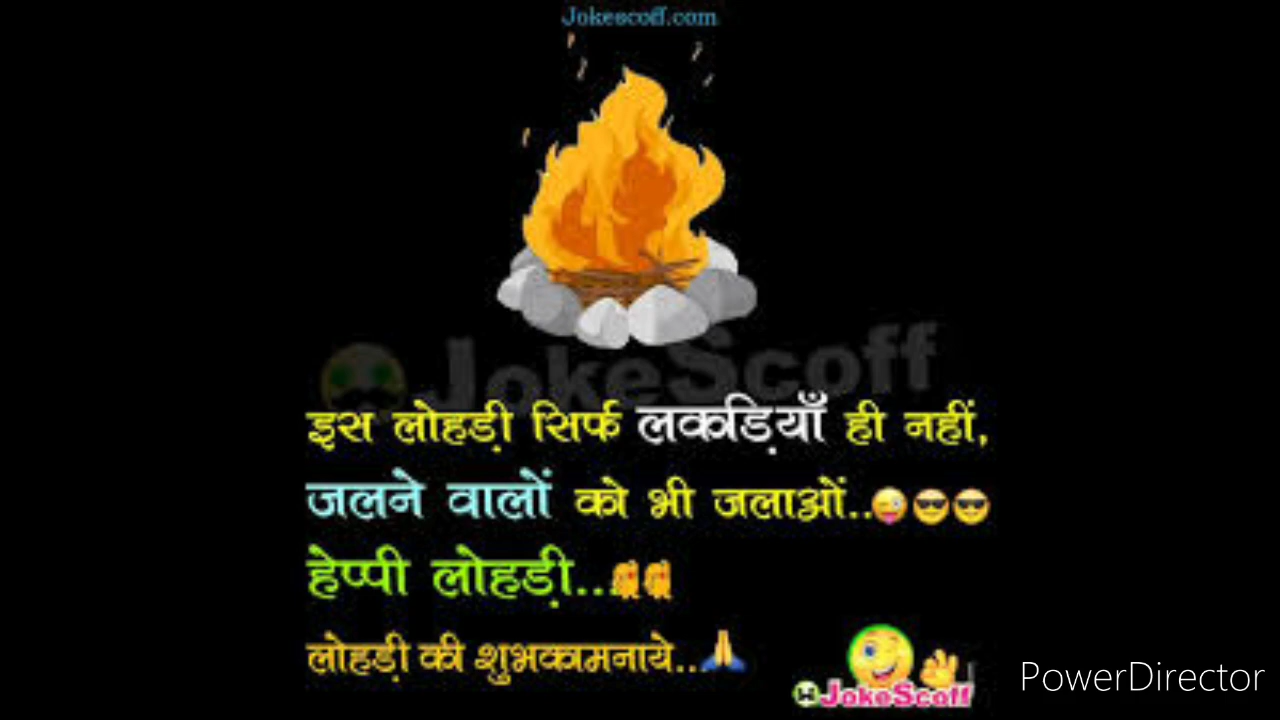 Jokescoff.com
JokeScoff
इस लोहड़ी सिर्फ लकड़ियाँ ही नहीं,
जलने वालों को भी जलाओं..😜😎😎
हेप्पी लोहड़ी...
लोहड़ी की शुभकामनाये..🙏
JokeScoff
PowerDirector